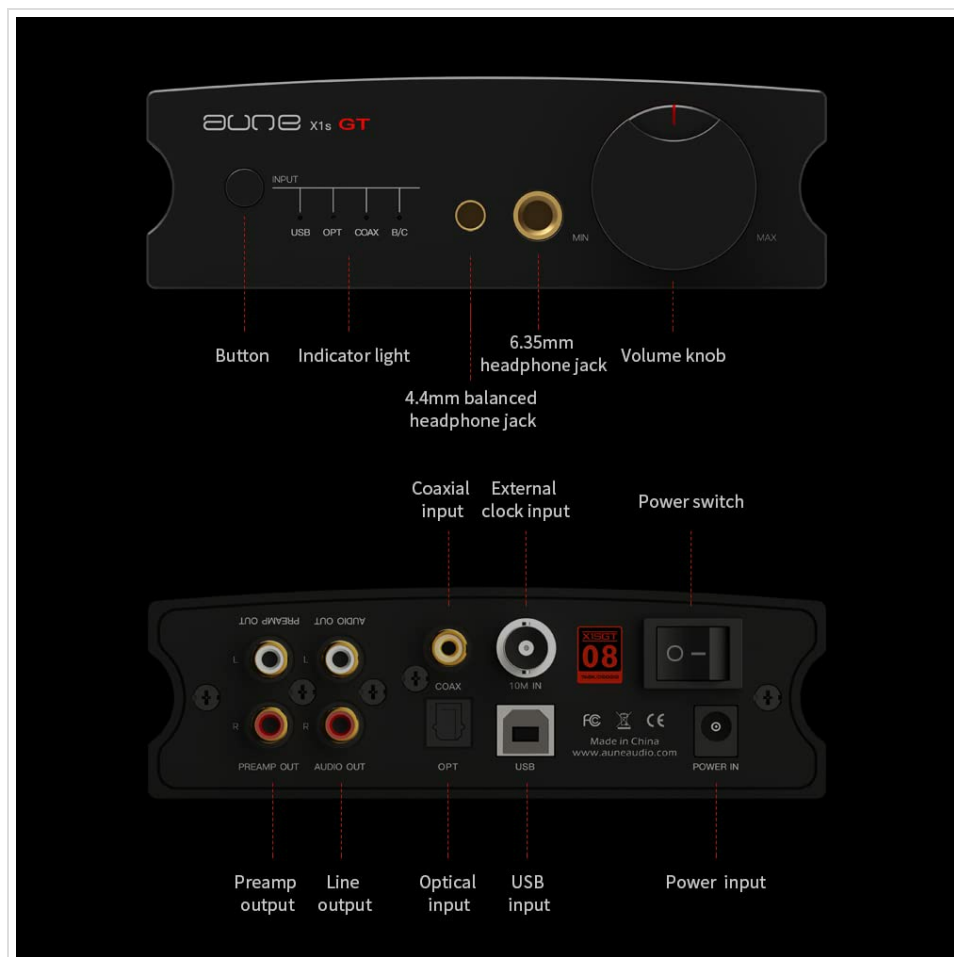 aune X1s GT
INPUT
USB OPT COAX B/C
MIN
MAX
Button
Indicator light
6.35mm
headphone jack
Volume knob
4.4mm balanced
headphone jack
Coaxial
input
External
clock input
Power switch
PREAMP OUT
AUDIO OUT
L
L
COAX
10M IN
X1SGT
08
R
R
FC CE
Made in China
www.auneaudio.com
PREAMP OUT
AUDIO OUT
OPT
USB
POWER IN
Preamp
output
Line
output
Optical
input
USB
input
Power input